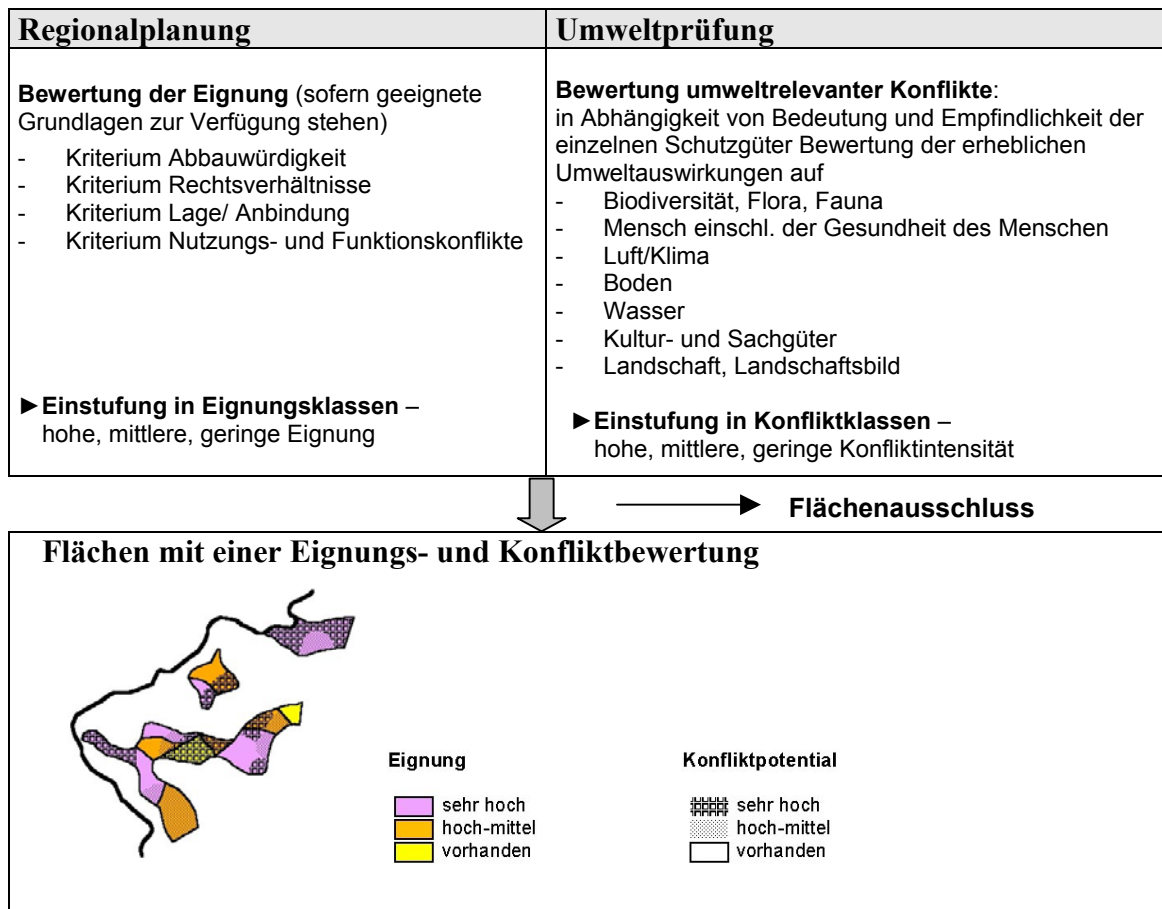 Regionalplanung
Bewertung der Eignung (sofern geeignete
Grundlagen zur Verfügung stehen)
- Kriterium Abbauwürdigkeit
- Kriterium Rechtsverhältnisse
- Kriterium Lage/ Anbindung
- Kriterium Nutzungs- und Funktionskonflikte
►Einstufung in Eignungsklassen –
hohe, mittlere, geringe Eignung
Umweltprüfung
Bewertung umweltrelevanter Konflikte:
in Abhängigkeit von Bedeutung und Empfindlichkeit der
einzelnen Schutzgüter Bewertung der erheblichen
Umweltauswirkungen auf
- Biodiversität, Flora, Fauna
- Mensch einschl. der Gesundheit des Menschen
- Luft/Klima
- Boden
- Wasser
- Kultur- und Sachgüter
- Landschaft, Landschaftsbild
►Einstufung in Konfliktklassen –
hohe, mittlere, geringe Konfliktintensität
Flächenausschluss
Flächen mit einer Eignungs- und Konfliktbewertung
Eignung
sehr hoch
hoch-mittel
vorhanden
Konfliktpotential
sehr hoch
hoch-mittel
vorhanden